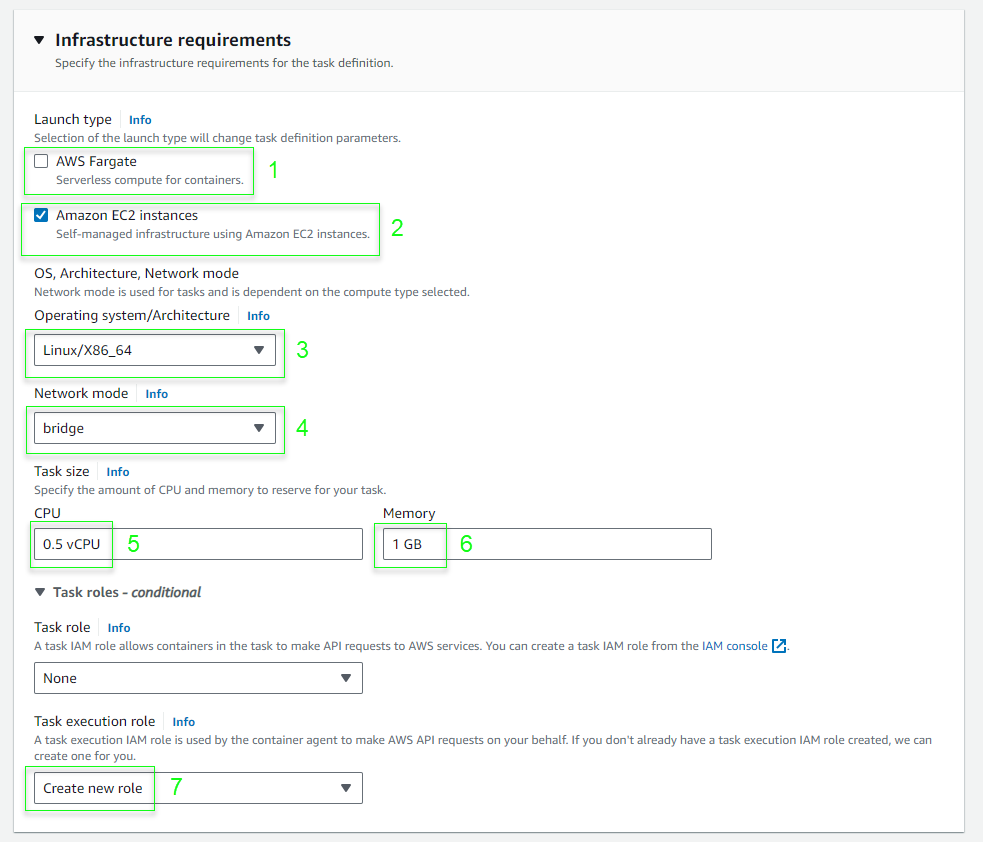 Infrastructure requirements
Specify the infrastructure requirements for the task definition.
Launch type Info
Selection of the launch type will change task definition parameters.
AWS Fargate
Serverless compute for containers.
1
Amazon EC2 instances
Self-managed infrastructure using Amazon EC2 instances.
2
OS, Architecture, Network mode
Network mode is used for tasks and is dependent on the compute type selected.
Operating system/Architecture Info
Linux/X86_64 3
Network mode Info
bridge 4
Task size Info
Specify the amount of CPU and memory to reserve for your task.
CPU Memory
0.5 vCPU 5 1 GB 6
Task roles - conditional
Task role Info
A task IAM role allows containers in the task to make API requests to AWS services. You can create a task IAM role from the IAM console.
None
Task execution role Info
A task execution IAM role is used by the container agent to make AWS API requests on your behalf. If you don't already have a task execution IAM role created, we can
create one for you.
Create new role 7